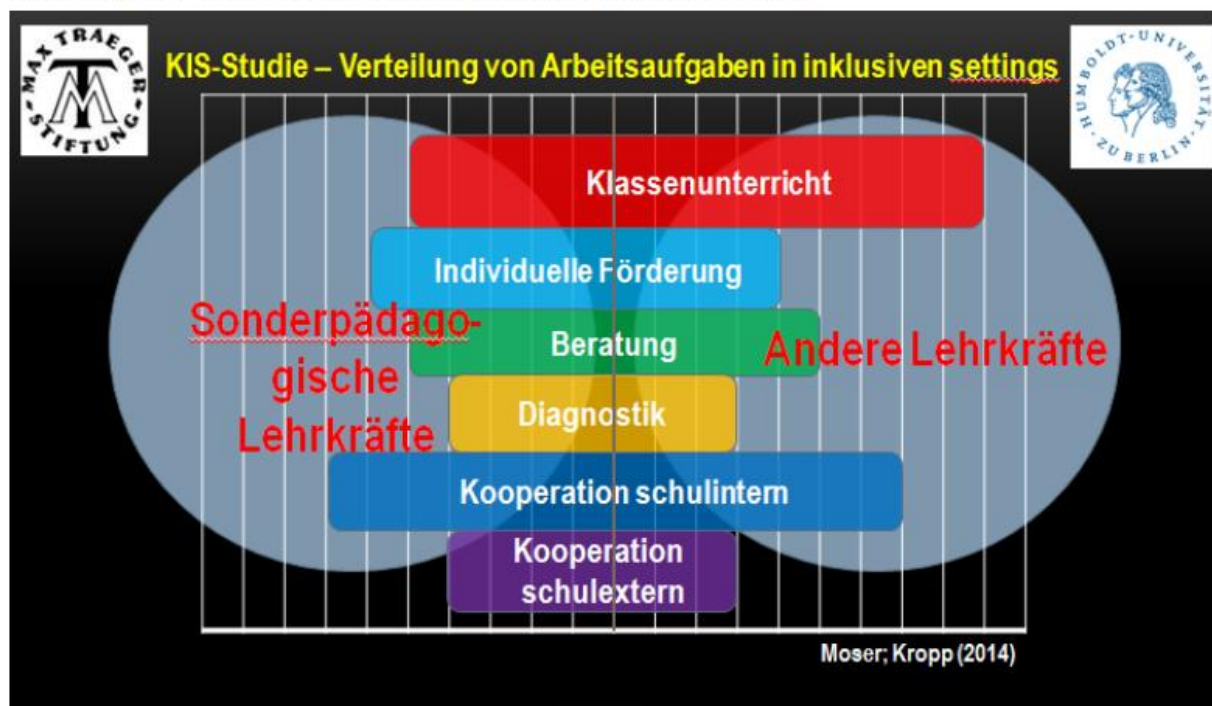 MAX TRAEGER
STIFTUNG
TM
KIS-Studie – Verteilung von Arbeitsaufgaben in inklusiven settings
HUMBOLDT-UNIVERSITÄT
ZU BERLIN
Klassenunterricht
Individuelle Förderung
Sonderpädago-
gische
Lehrkräfte
Beratung
Andere Lehrkräfte
Diagnostik
Kooperation schulintern
Kooperation
schulextern
Moser; Kropp (2014)